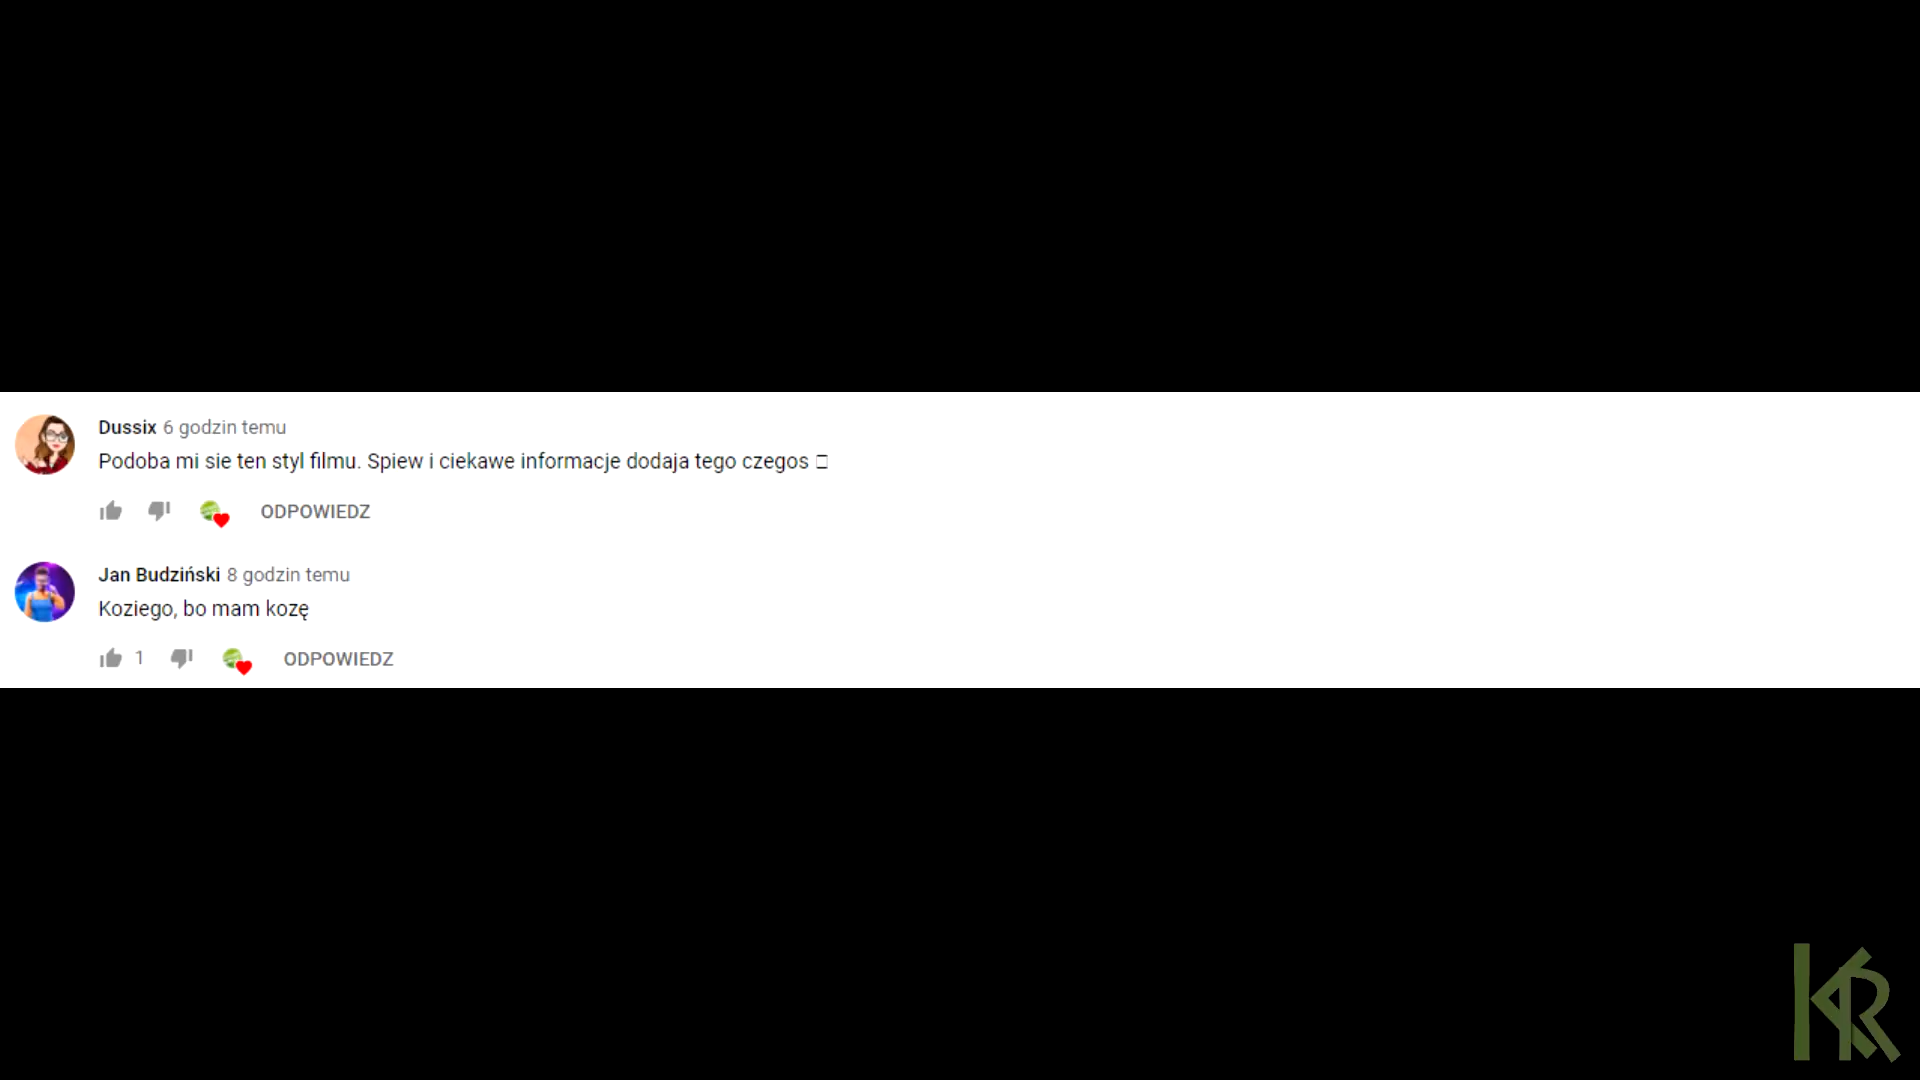 Dussix 6 godzin temu
Podoba mi sie ten styl filmu. Spiew i ciekawe informacje dodaja tego czegos
ODPOWIEDZ
Jan Budziński 8 godzin temu
Koziego, bo mam kozę
1
ODPOWIEDZ
KR